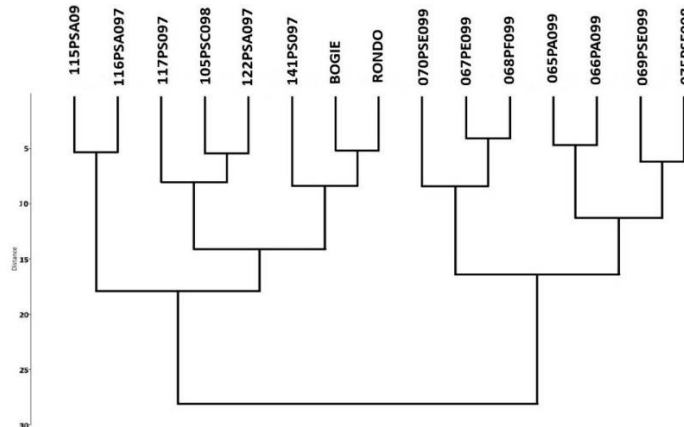 115PSA09
116PSA097
117PS097
105PSC098
122PSA097
141PS097
BOGIE
RONDO
070PSE099
067PE099
068PF099
065PA099
066PA099
069PSE099
5
10
15
20
25
30
Distance